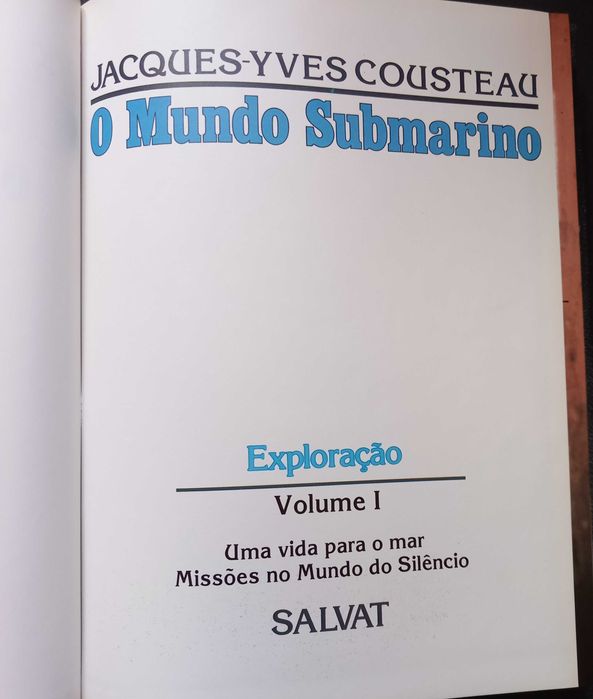 JACQUES-YVES COUSTEAU
O Mundo Submarino
Exploração
Volume I
Uma vida para o mar
Missões no Mundo do Silêncio
SALVAT